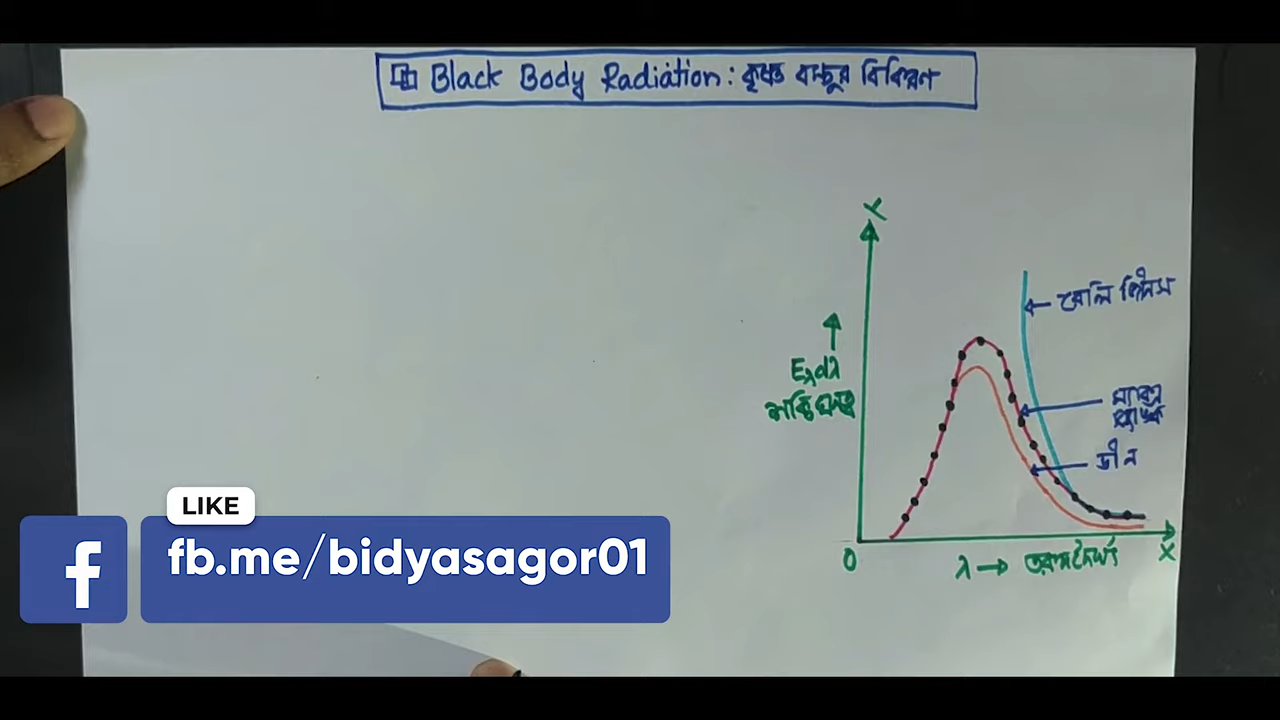 Black Body Radiation: কৃষ্ণ বস্তুর বিকিরণ
Y
রেলি জিনস
Eλdλ
শক্তি ঘনত্ব
ম্যাক্স
প্ল্যাঙ্ক
ভীন
O
λ → তরঙ্গদৈর্ঘ্য
X
LIKE
fb.me/bidyasagor01